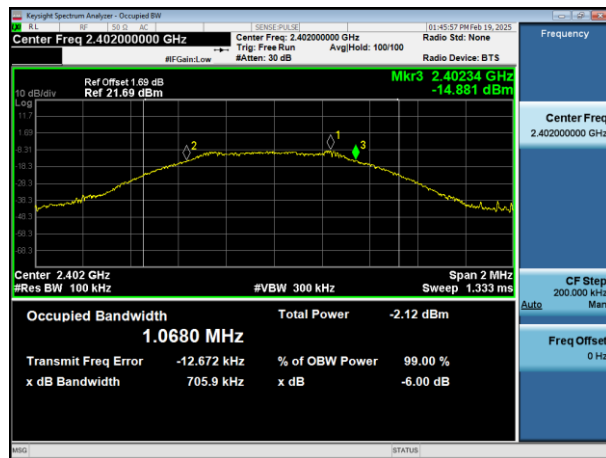 Keysight Spectrum Analyzer - Occupied BW
RL RF 50 Ω AC SENSE:PULSE 01:45:57 PM Feb 19, 2025
Center Freq 2.402000000 GHz Center Freq: 2.402000000 GHz Radio Std: None Frequency
Trig: Free Run Avg|Hold: 100/100
#IFGain:Low #Atten: 30 dB Radio Device: BTS
Ref Offset 1.69 dB Mkr3 2.40234 GHz
10 dB/div Ref 21.69 dBm -14.881 dBm
Log
11.7
1.69
-8.31
-18.3
-28.3
-38.3
-48.3
-58.3
-68.3
2
1
3
Center Freq
2.402000000 GHz
Center 2.402 GHz Span 2 MHz
#Res BW 100 kHz #VBW 300 kHz Sweep 1.333 ms
CF Step
200.000 kHz
Auto Man
Occupied Bandwidth Total Power -2.12 dBm
1.0680 MHz
Freq Offset
0 Hz
Transmit Freq Error -12.672 kHz % of OBW Power 99.00 %
x dB Bandwidth 705.9 kHz x dB -6.00 dB
MSG STATUS